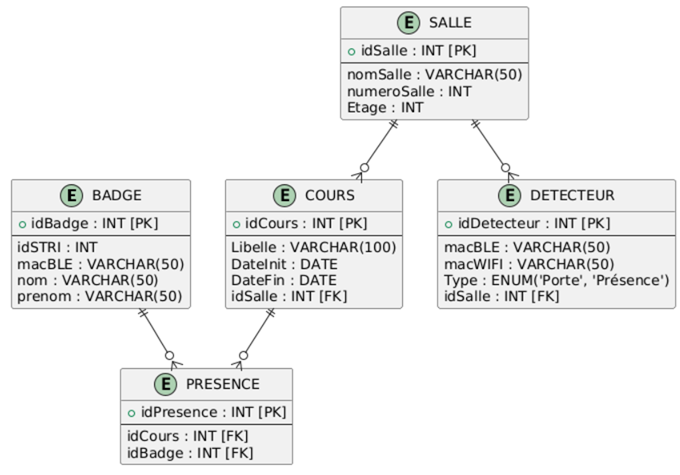 E SALLE
idSalle : INT [PK]
nomSalle : VARCHAR(50)
numeroSalle : INT
Etage : INT
E BADGE
idBadge : INT [PK]
idSTRI : INT
macBLE : VARCHAR(50)
nom : VARCHAR(50)
prenom : VARCHAR(50)
E COURS
idCours : INT [PK]
Libelle : VARCHAR(100)
DateInit : DATE
DateFin : DATE
idSalle : INT [FK]
E DETECTEUR
idDetecteur : INT [PK]
macBLE : VARCHAR(50)
macWIFI : VARCHAR(50)
Type : ENUM('Porte', 'Présence')
idSalle : INT [FK]
E PRESENCE
idPresence : INT [PK]
idCours : INT [FK]
idBadge : INT [FK]